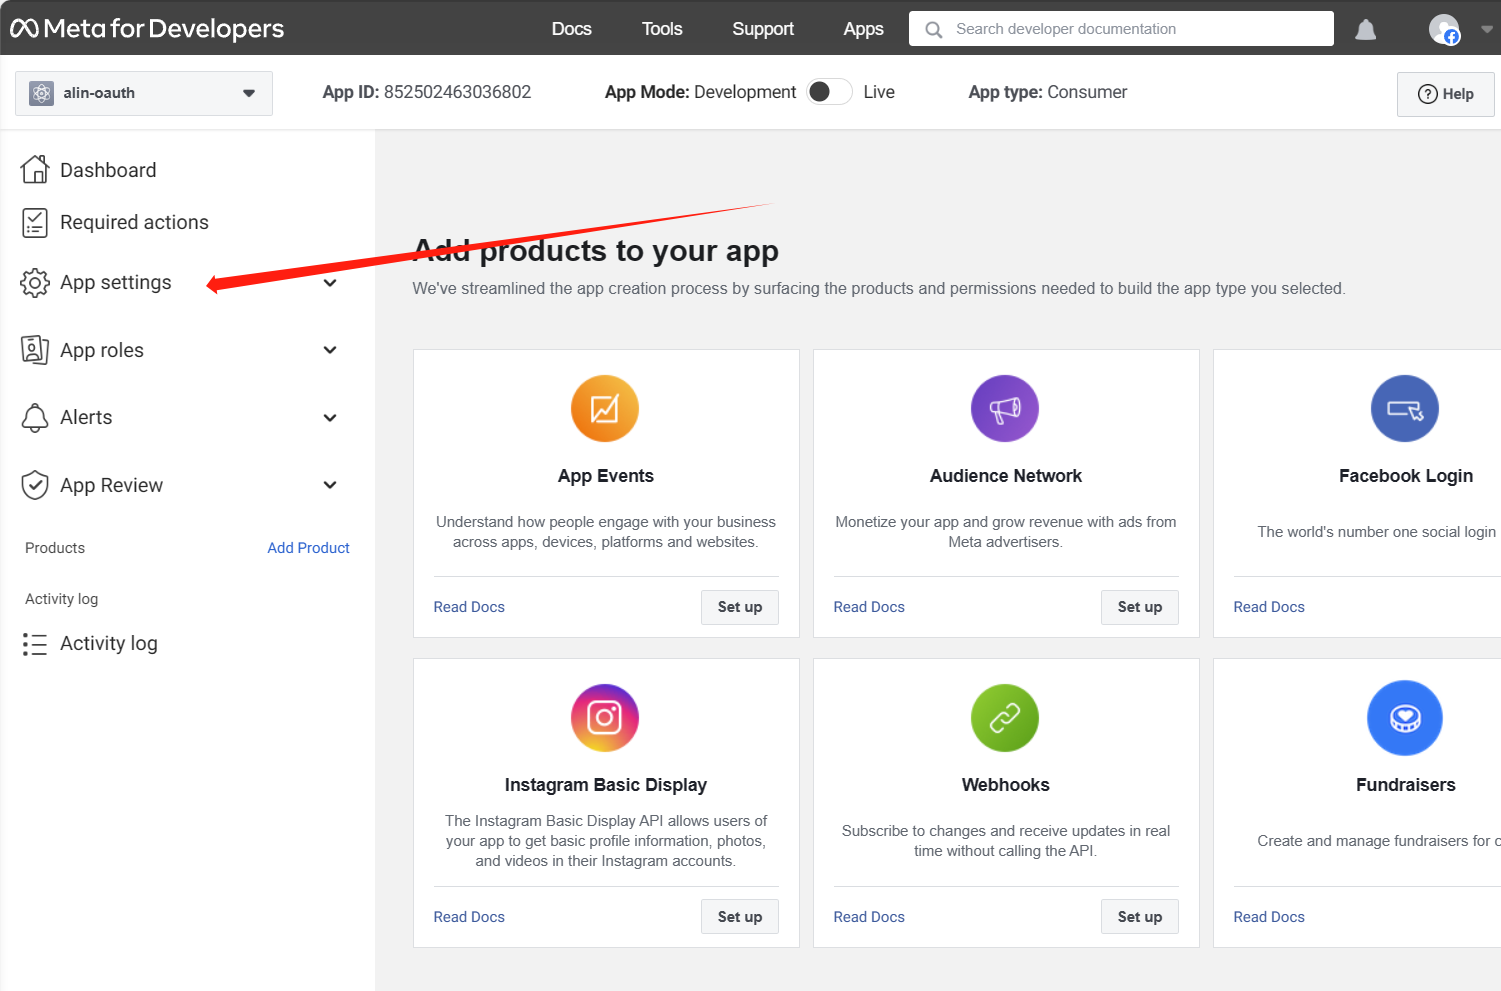 Meta for Developers
Docs
Tools
Support
Apps
Search developer documentation
alin-oauth
App ID: 852502463036802
App Mode: Development
Live
App type: Consumer
Help
Dashboard
Required actions
App settings
App roles
Alerts
App Review
Products
Add Product
Activity log
Activity log
Add products to your app
We've streamlined the app creation process by surfacing the products and permissions needed to build the app type you selected.
App Events
Understand how people engage with your business
across apps, devices, platforms and websites.
Read Docs
Set up
Audience Network
Monetize your app and grow revenue with ads from
Meta advertisers.
Read Docs
Set up
Facebook Login
The world's number one social login
Read Docs
Instagram Basic Display
The Instagram Basic Display API allows users of
your app to get basic profile information, photos,
and videos in their Instagram accounts.
Read Docs
Set up
Webhooks
Subscribe to changes and receive updates in real
time without calling the API.
Read Docs
Set up
Fundraisers
Create and manage fundraisers for
Read Docs